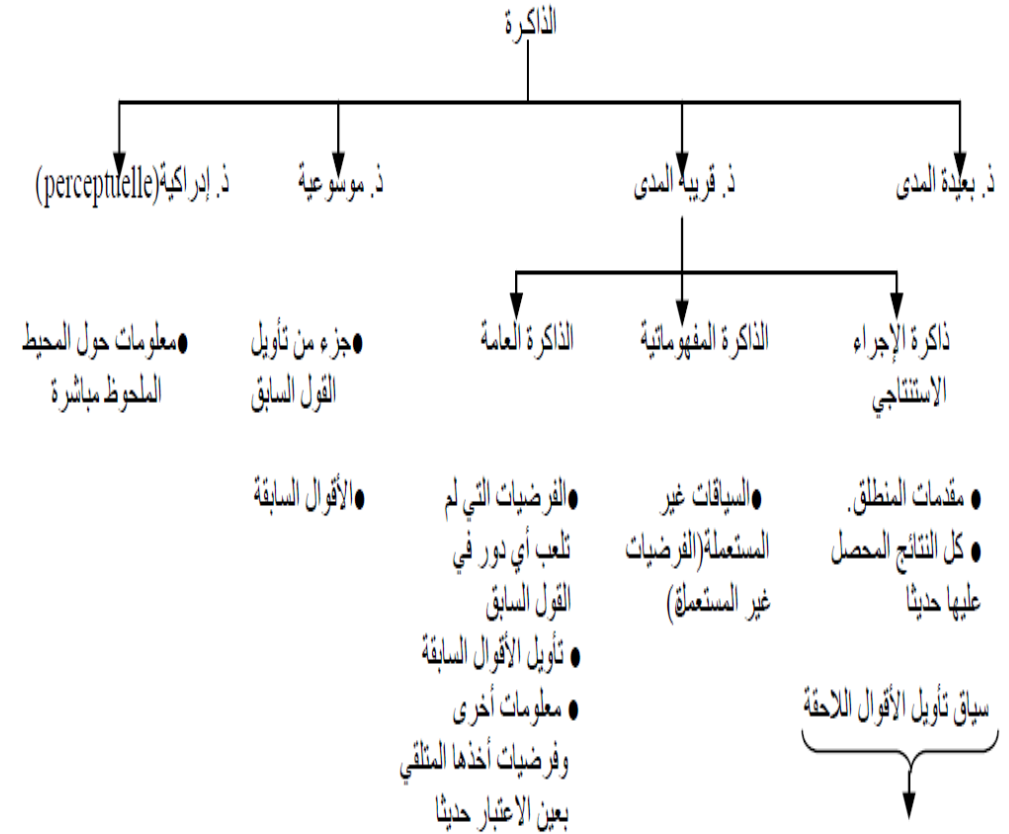 الذاكرة
ذ. بعيدة المدى
ذ. قريبة المدى
ذ. موسوعية
ذ. إدراكية(perceptuelle)
ذاكرة الإجراء
الاستنتاجي
الذاكرة المفهوماتية
الذاكرة العامة
●جزء من تأويل
القول السابق
●معلومات حول المحيط
الملحوظ مباشرة
● مقدمات المنطلق.
● كل النتائج المحصل
عليها حديثا
●السياقات غير
المستعملة(الفرضيات
غير المستعملة)
●الفرضيات التي لم
تلعب أي دور في
القول السابق
● تأويل الأقوال السابقة
● معلومات أخرى
وفرضيات أخذها المتلقي
بعين الاعتبار حديثا
●الأقوال السابقة
سياق تأويل الأقوال اللاحقة